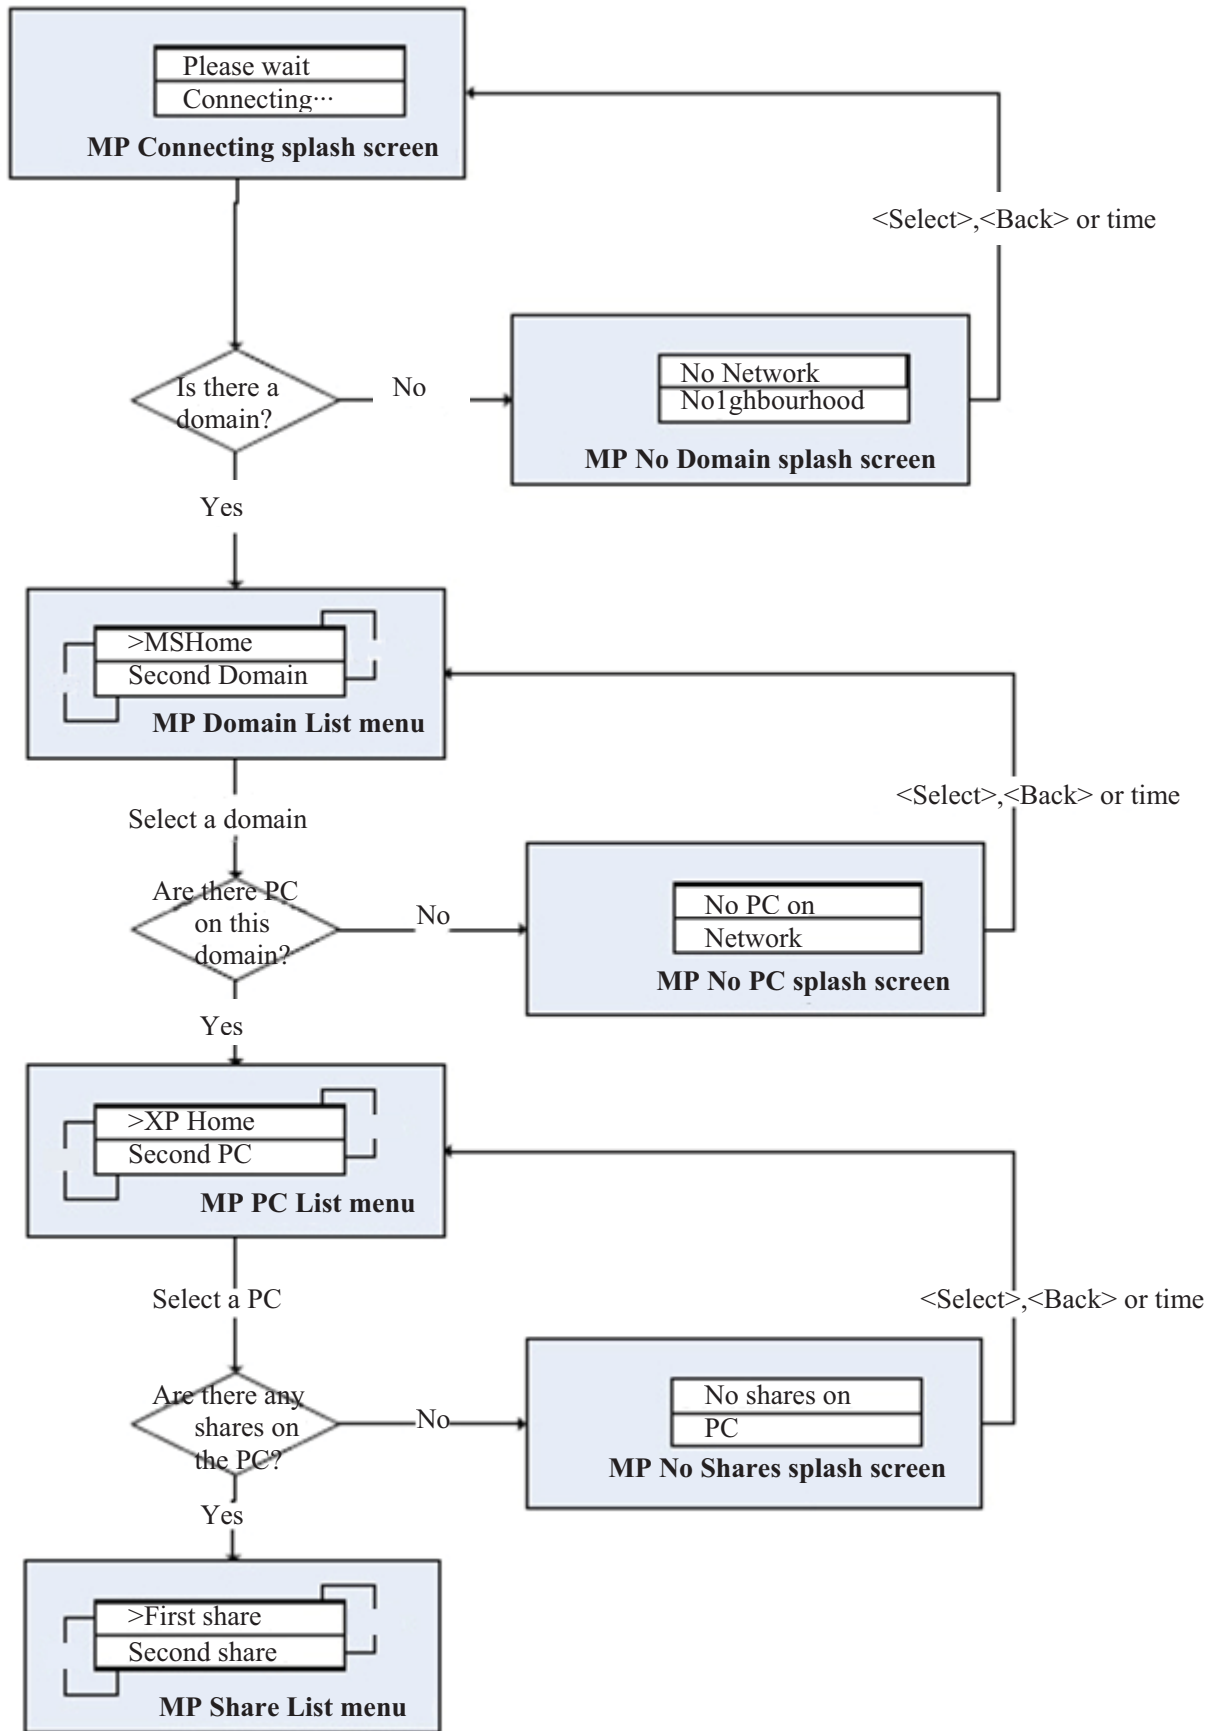 Please wait
Connecting···
MP Connecting splash screen
<Select>,<Back> or time
Is there a
domain?
No
No Network
No1ghbourhood
MP No Domain splash screen
Yes
>MSHome
Second Domain
MP Domain List menu
<Select>,<Back> or time
Select a domain
Are there PC
on this
domain?
No
No PC on
Network
MP No PC splash screen
Yes
>XP Home
Second PC
MP PC List menu
Select a PC
<Select>,<Back> or time
Are there any
shares on
the PC?
No
No shares on
PC
MP No Shares splash screen
Yes
>First share
Second share
MP Share List menu